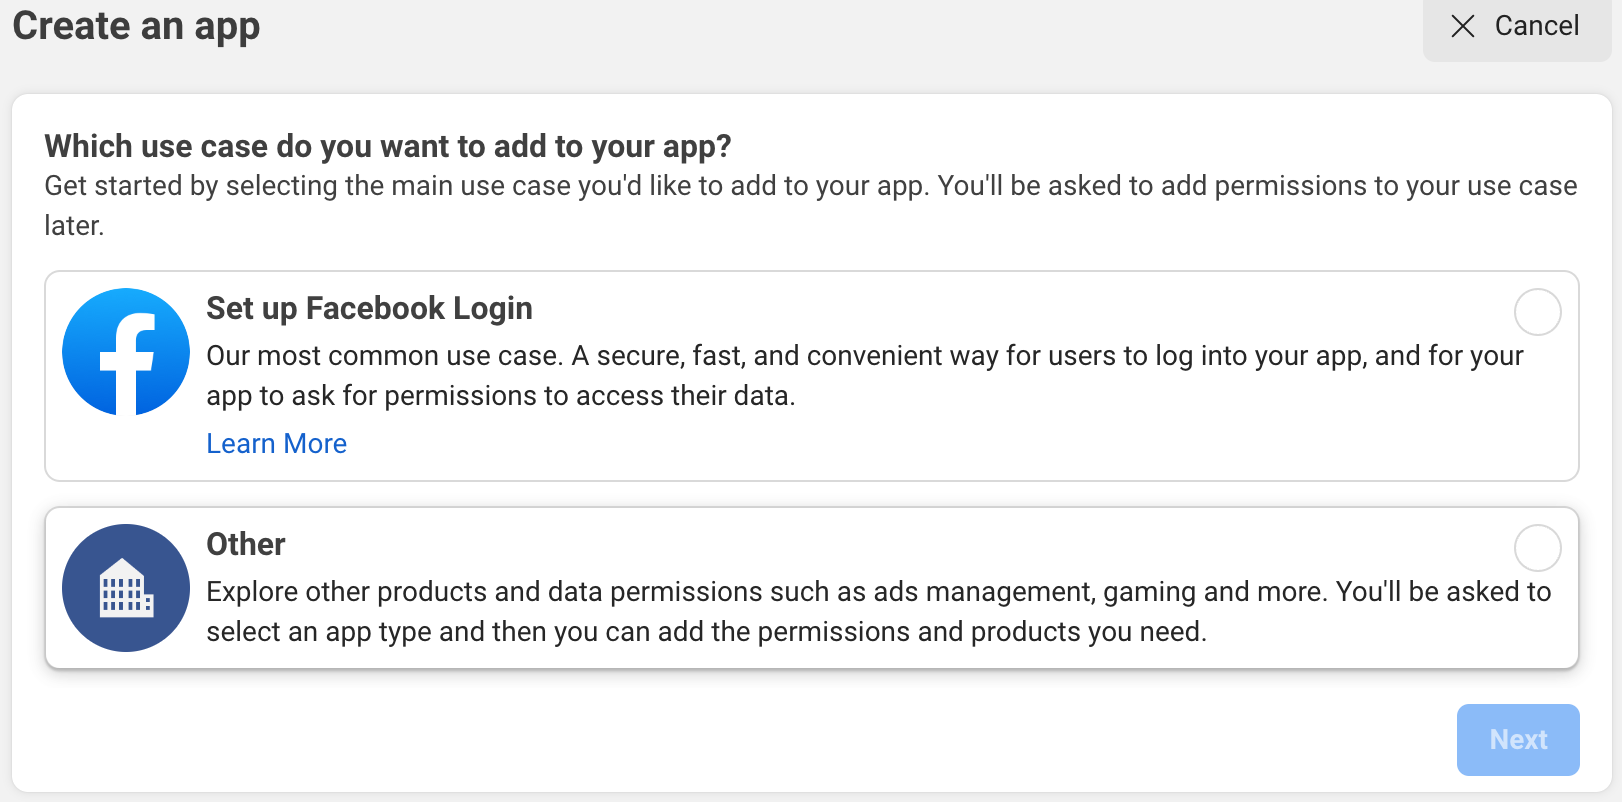 Create an app
Cancel
Which use case do you want to add to your app?
Get started by selecting the main use case you'd like to add to your app. You'll be asked to add permissions to your use case
later.
Set up Facebook Login
Our most common use case. A secure, fast, and convenient way for users to log into your app, and for your
app to ask for permissions to access their data.
Learn More
Other
Explore other products and data permissions such as ads management, gaming and more. You'll be asked to
select an app type and then you can add the permissions and products you need.
Next